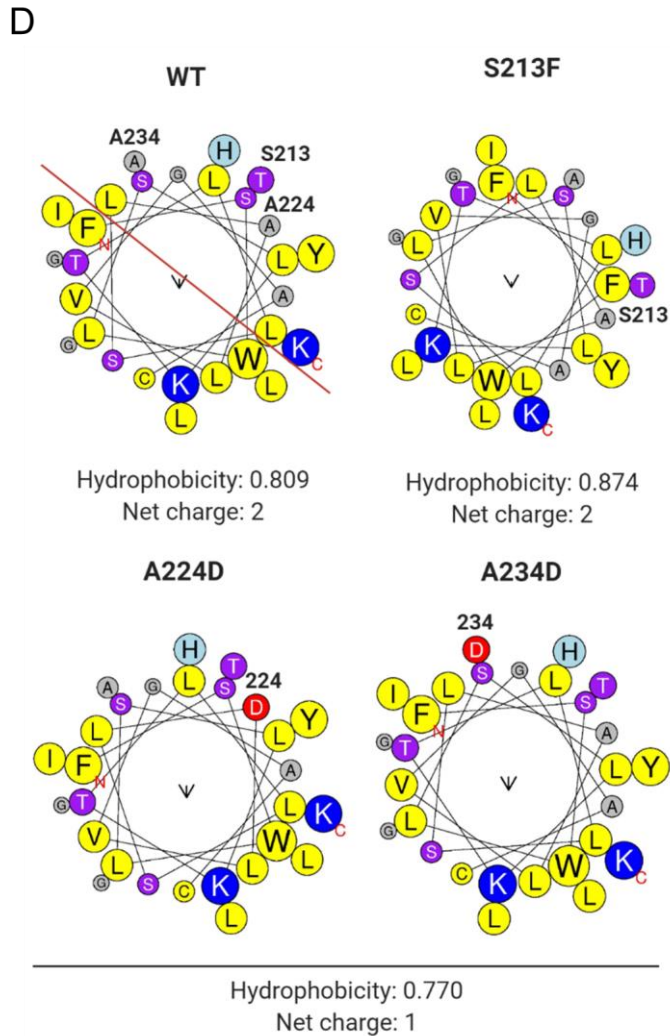 D
WT
S213F
A234
H
S213
A
G
T
S
L
S
A224
L
A
I
F
N
L
Y
G
T
V
A
G
L
L
K
C
S
W
C
K
L
L
L
I
G
F
L
A
T
N
S
V
G
G
L
L
H
S
F
T
C
A
S213
K
L
Y
L
L
W
L
A
L
K
C
Hydrophobicity: 0.809
Net charge: 2
Hydrophobicity: 0.874
Net charge: 2
A224D
A234D
H
T
A
G
L
S
224
S
D
L
L
Y
I
F
N
A
G
T
L
K
C
V
L
W
L
G
S
C
K
L
L
234
D
H
S
G
L
T
I
L
S
F
N
A
G
T
L
Y
V
A
G
L
L
K
C
S
W
C
K
L
L
L
Hydrophobicity: 0.770
Net charge: 1